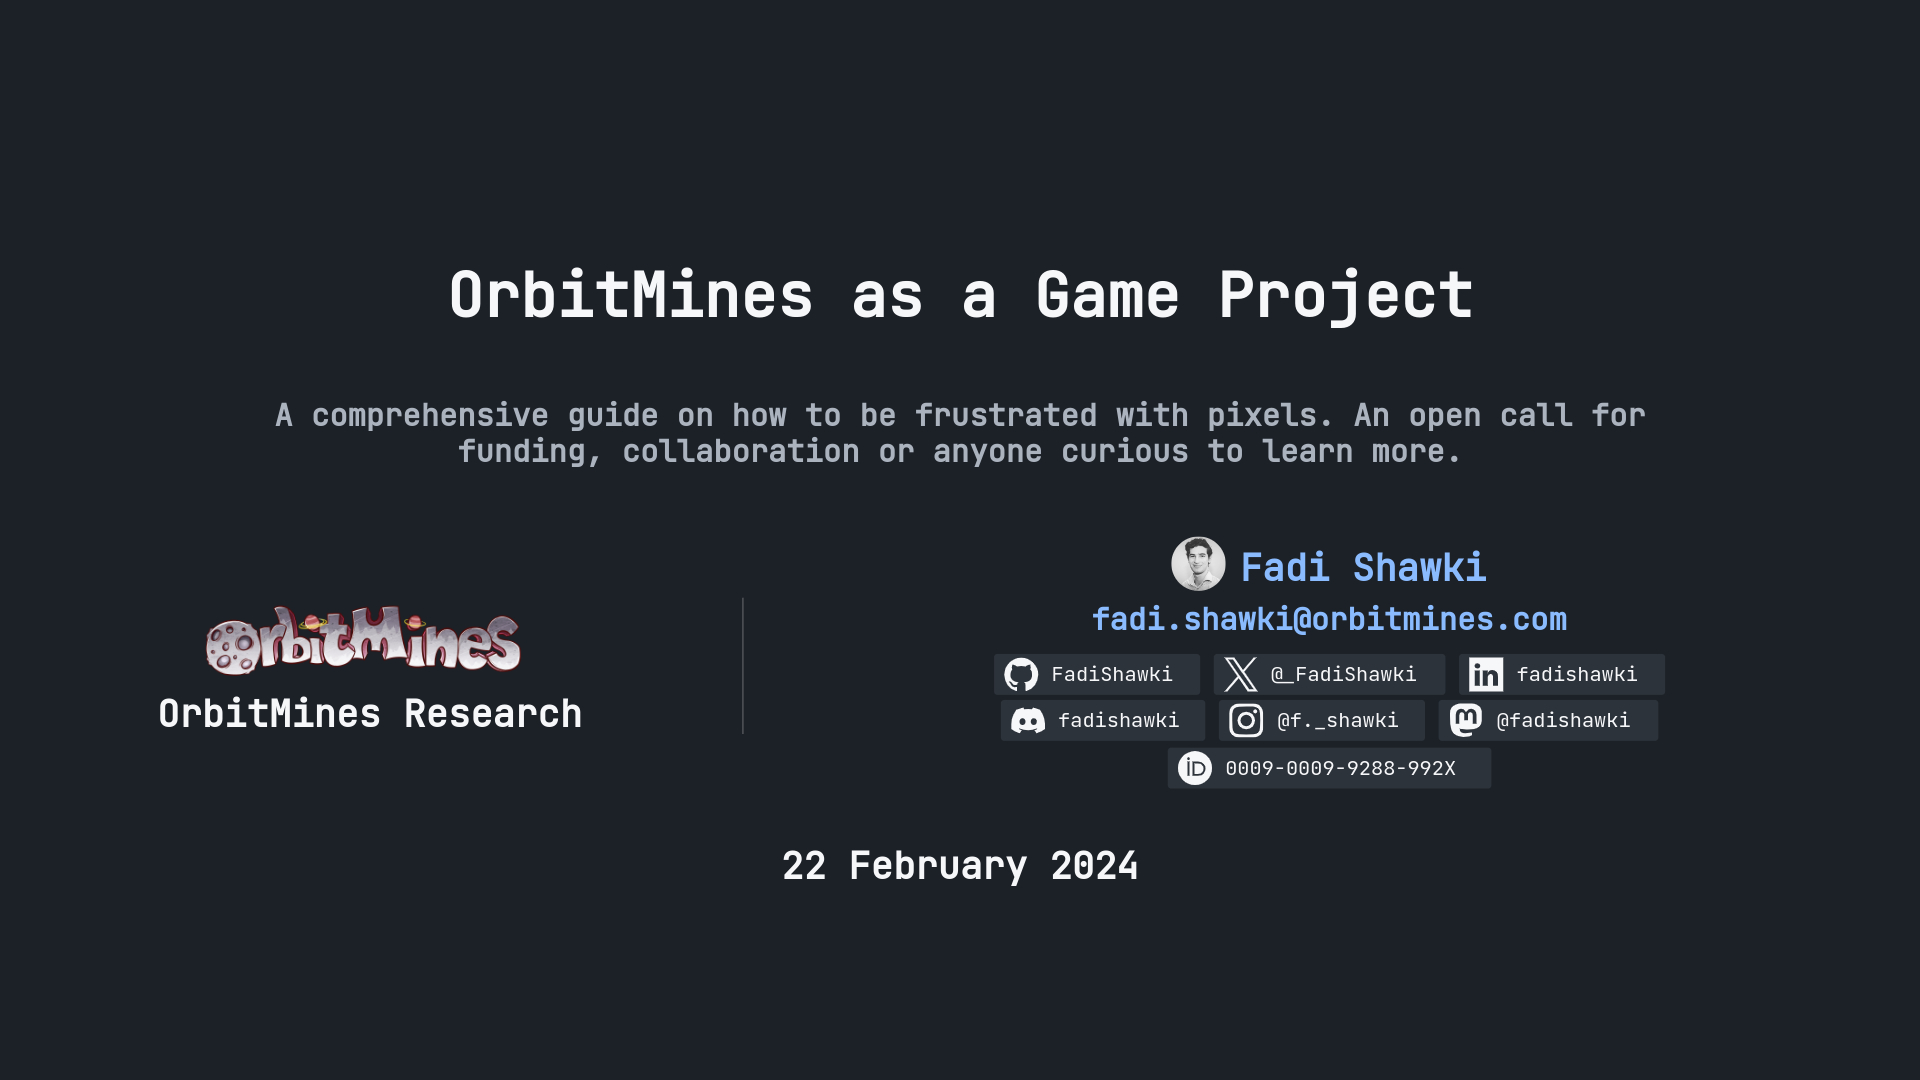 OrbitMines as a Game Project
A comprehensive guide on how to be frustrated with pixels. An open call for
funding, collaboration or anyone curious to learn more.
OrbitMines
OrbitMines Research
Fadi Shawki
fadi.shawki@orbitmines.com
FadiShawki
@_FadiShawki
in fadishawki
fadishawki
@f._shawki
@fadishawki
iD 0009-0009-9288-992X
22 February 2024